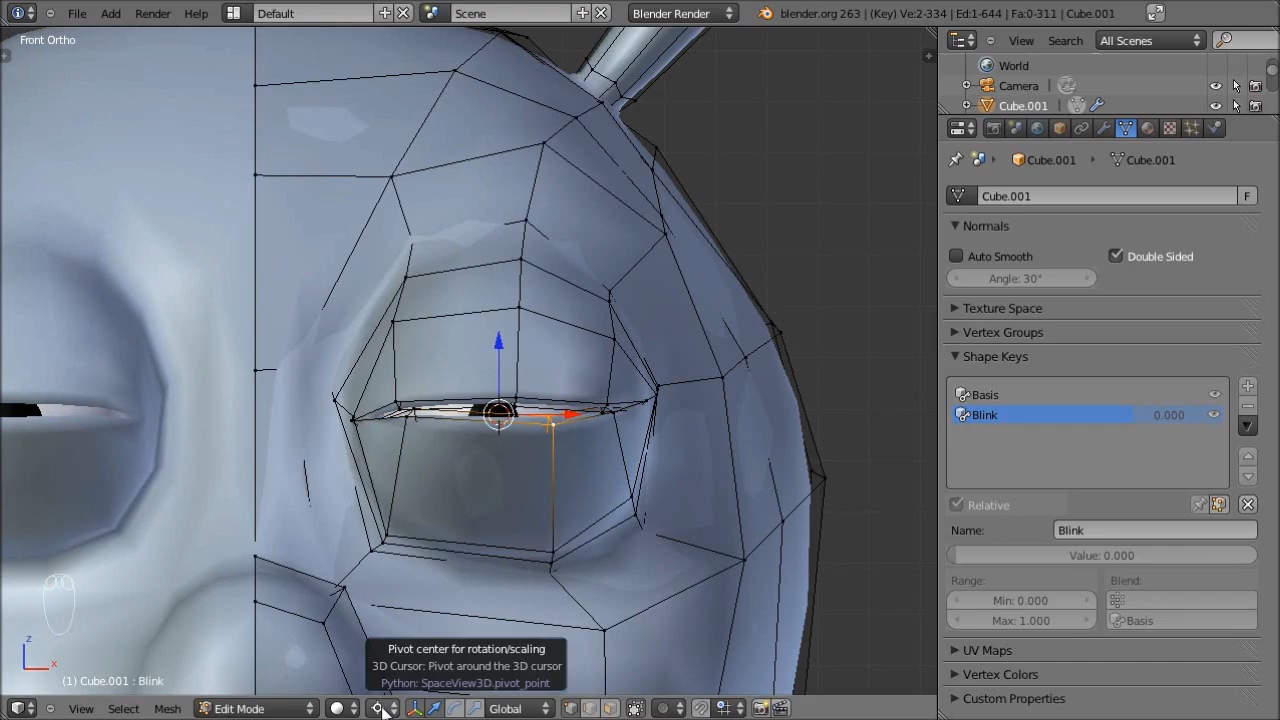 File Add Render Help Default Scene Blender Render blender.org 263 | (Key) Ve:2-334 | Ed:1-644 | Fa:0-311 | Cube.001
Front Ortho
View Search All Scenes
World
Camera
Cube.001
Cube.001 Cube.001
Cube.001 F
Normals
Auto Smooth Double Sided
Angle: 30°
Texture Space
Vertex Groups
Shape Keys
Basis
Blink 0.000
Relative
Name: Blink
Value: 0.000
Range: Blend:
Min: 0.000
Max: 1.000 Basis
UV Maps
Vertex Colors
Custom Properties
Pivot center for rotation/scaling
3D Cursor: Pivot around the 3D cursor
Python: SpaceView3D.pivot_point
z
x
(1) Cube.001 : Blink
View Select Mesh Edit Mode Global